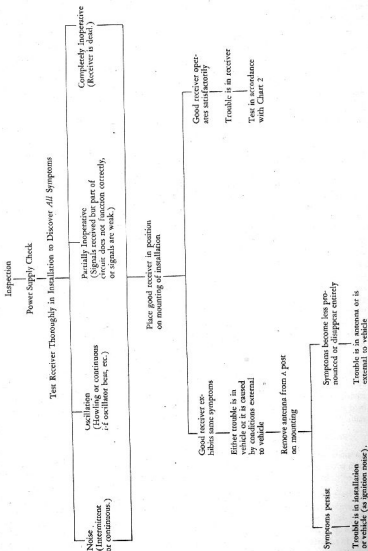 Inspection
Power Supply Check
Test Receiver Thoroughly in Installation to Discover All Symptoms
Noise
(Intermittent
or continuous.)
Oscillation
(Howling or continuous
i-f oscillator beat, etc.)
Partially Inoperative
(Signals received but part of
circuit does not function correctly,
or signals are weak.)
Completely Inoperative
(Receiver is dead.)
Place good receiver in position
on mounting of installation
Good receiver ex-
hibits same symptoms
Either trouble is in
vehicle or it is caused
by conditions external
to vehicle
Remove antenna from A post
on mounting
Symptoms persist
Trouble is in installation
or vehicle (as ignition noise).
Symptoms become less pro-
nounced or disappear entirely
Trouble is in antenna or is
external to vehicle
Good receiver oper-
ates satisfactorily
Trouble is in receiver
Test in accordance
with Chart 2